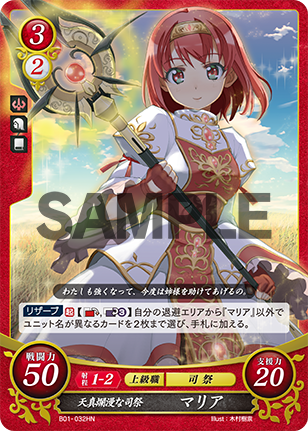 3
2
SAMPLE
わたしも強くなって、今度は姉様を助けてあげるの。
リザーブ 起 [ 3] 自分の退避エリアから『マリア』以外で
ユニット名が異なるカードを2枚まで選び、手札に加える。
戦闘力
50
射程 1-2 上級職 司祭
支援力
20
天真爛漫な司祭 マリア
B01-032HN
Illust：木村樹崇